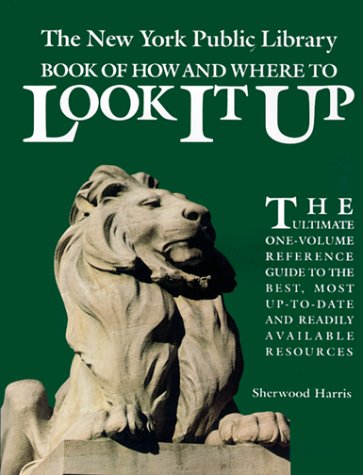 The New York Public Library
BOOK OF HOW AND WHERE TO
LOOK IT UP
THE
ULTIMATE
ONE-VOLUME
REFERENCE
GUIDE TO THE
BEST, MOST
UP-TO-DATE
AND READILY
AVAILABLE
RESOURCES
Sherwood Harris